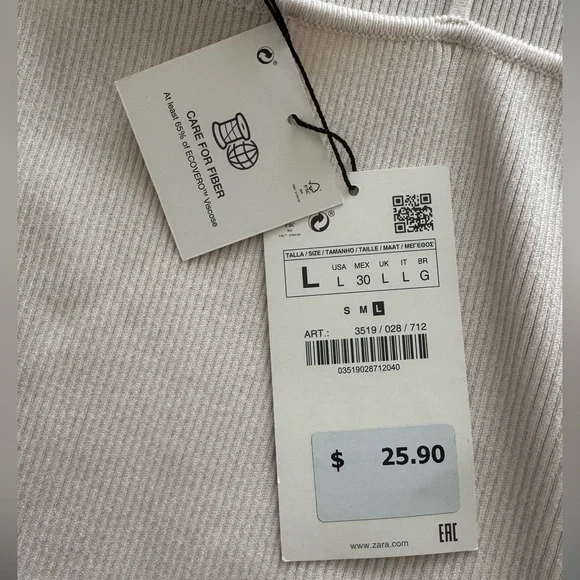 CARE FOR FIBER
At least 65% of ECOVERO™ Viscose
FSC
TALLA / SIZE / TAMANHO / TAILLE / MAAT / ΜΕΓΕΘΟΣ
L USA MEX UK IT BR
L 30 L L G
S M L
ART.: 3519 / 028 / 712
03519028712040
$ 25.90
www.zara.com
EAC